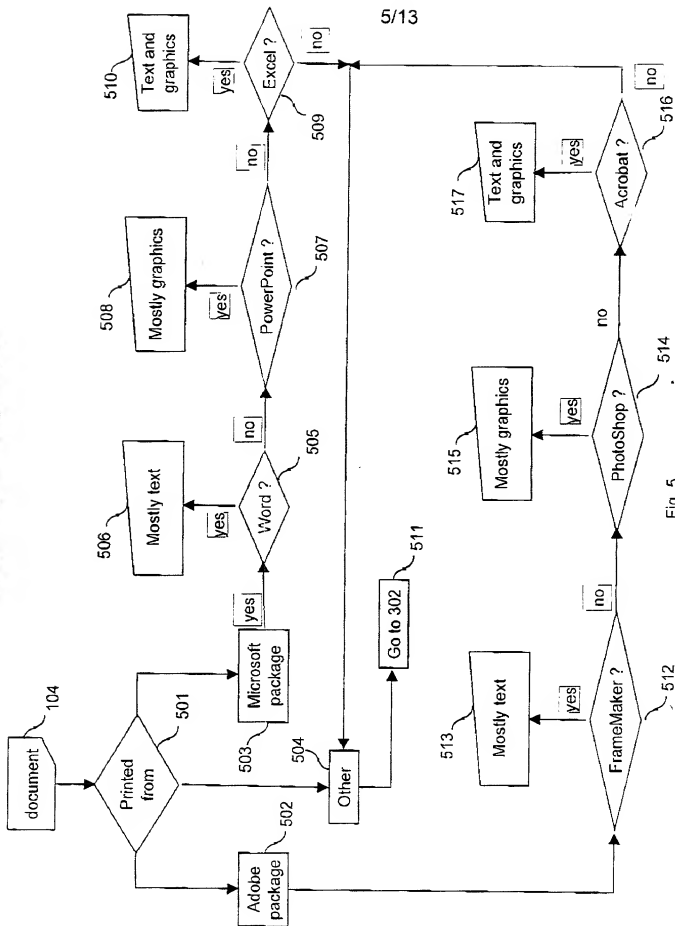 5/13
104
document
Printed
from
501
Adobe
package
502
Microsoft
package
503
Other
504
Go to 302
511
yes
Word ?
505
yes
Mostly text
506
no
PowerPoint ?
507
yes
Mostly graphics
508
no
Excel ?
509
yes
Text and
graphics
510
no
FrameMaker ?
512
yes
Mostly text
513
no
PhotoShop ?
514
yes
Mostly graphics
515
no
Acrobat ?
516
yes
Text and
graphics
517
no
Fig. 5